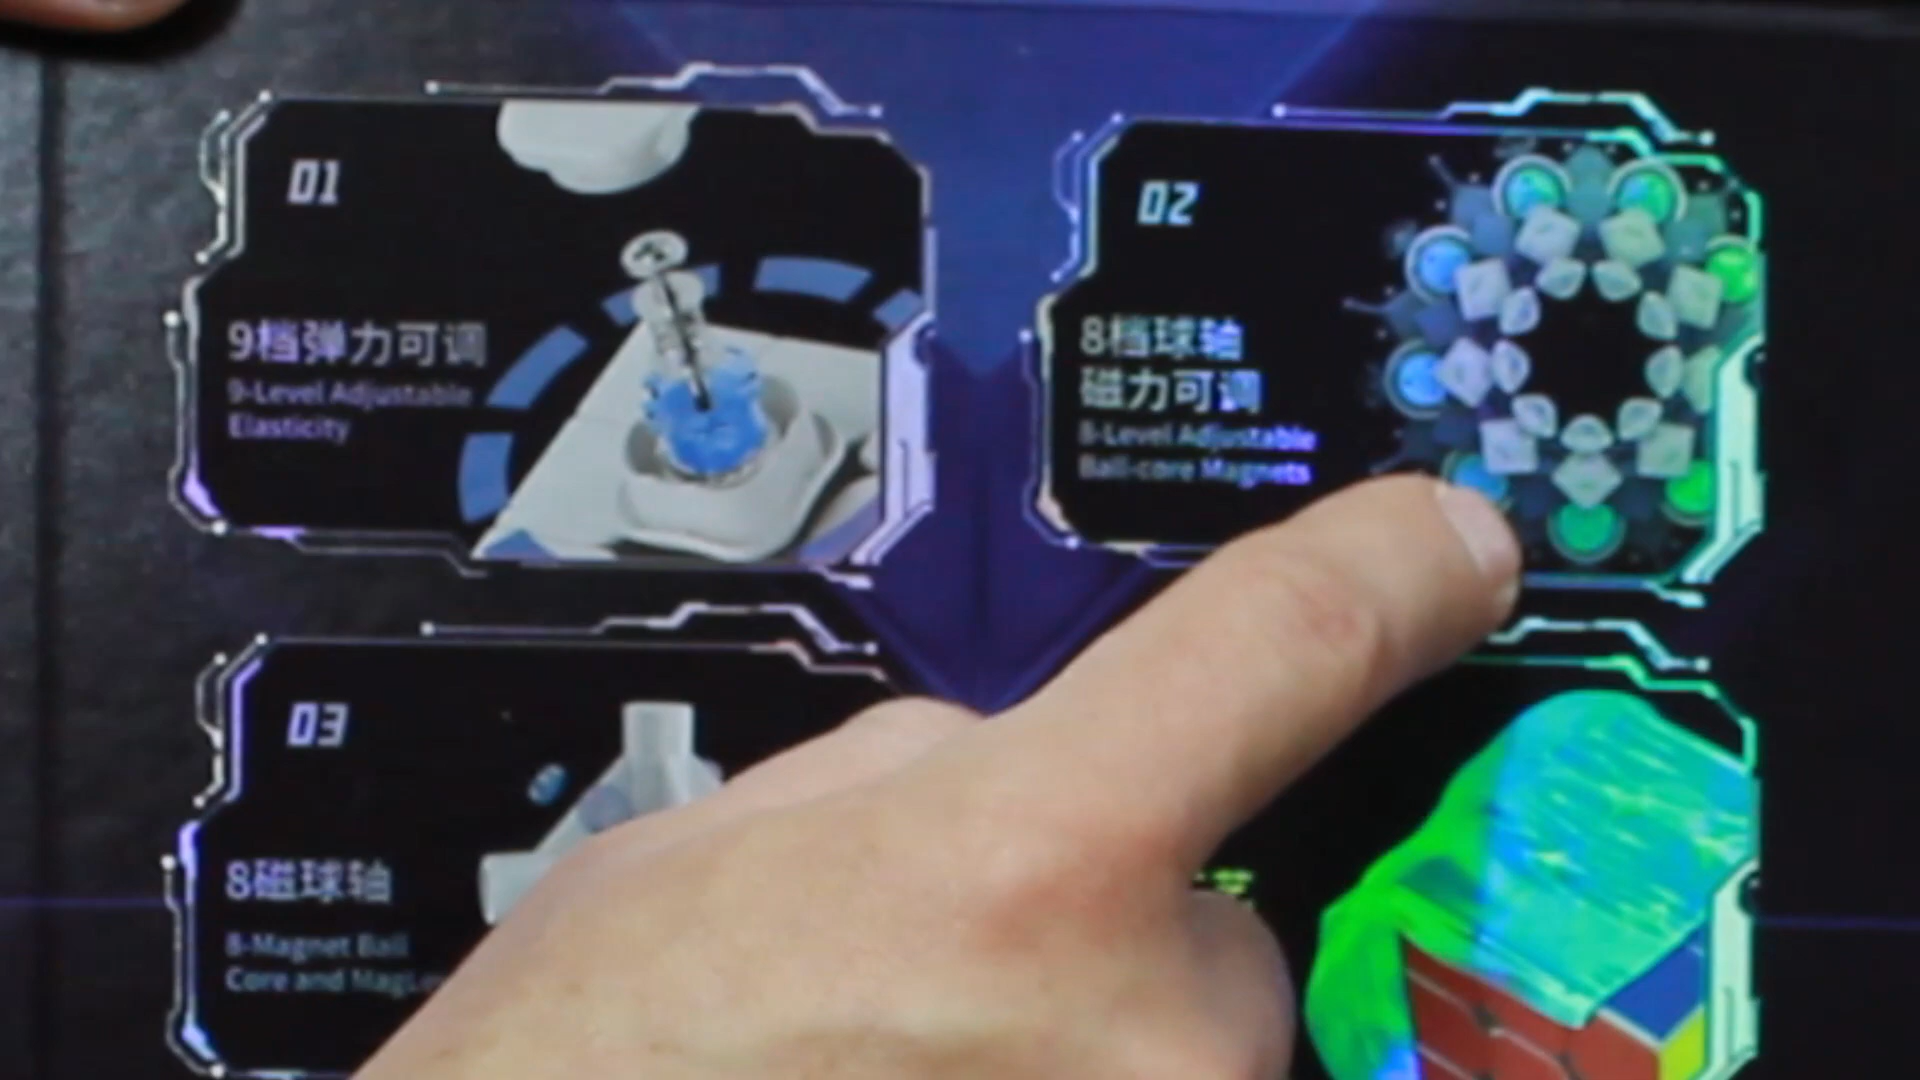 01
9档弹力可调
9-Level Adjustable
Elasticity
02
8档球轴
磁力可调
8-Level Adjustable
Ball-core Magnets
03
8磁球轴
8-Magnet Ball
Core and